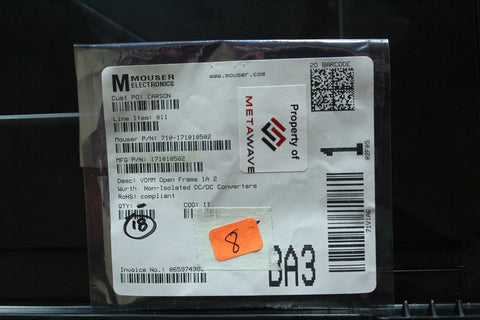 MOUSER
ELECTRONICS
www.mouser.com
2D BARCODE
Cust PO: CARSON
Line Item: 011
Mouser P/N: 710-171010502
MFG P/N: 171010502
Desc: VDMM Open Frame 1A 2
Wurth Non-Isolated DC/DC Converters
RoHS: compliant
QTY:
18
COO: IT
8
Invoice No.:
BA3
Property of
METAWAVE
1